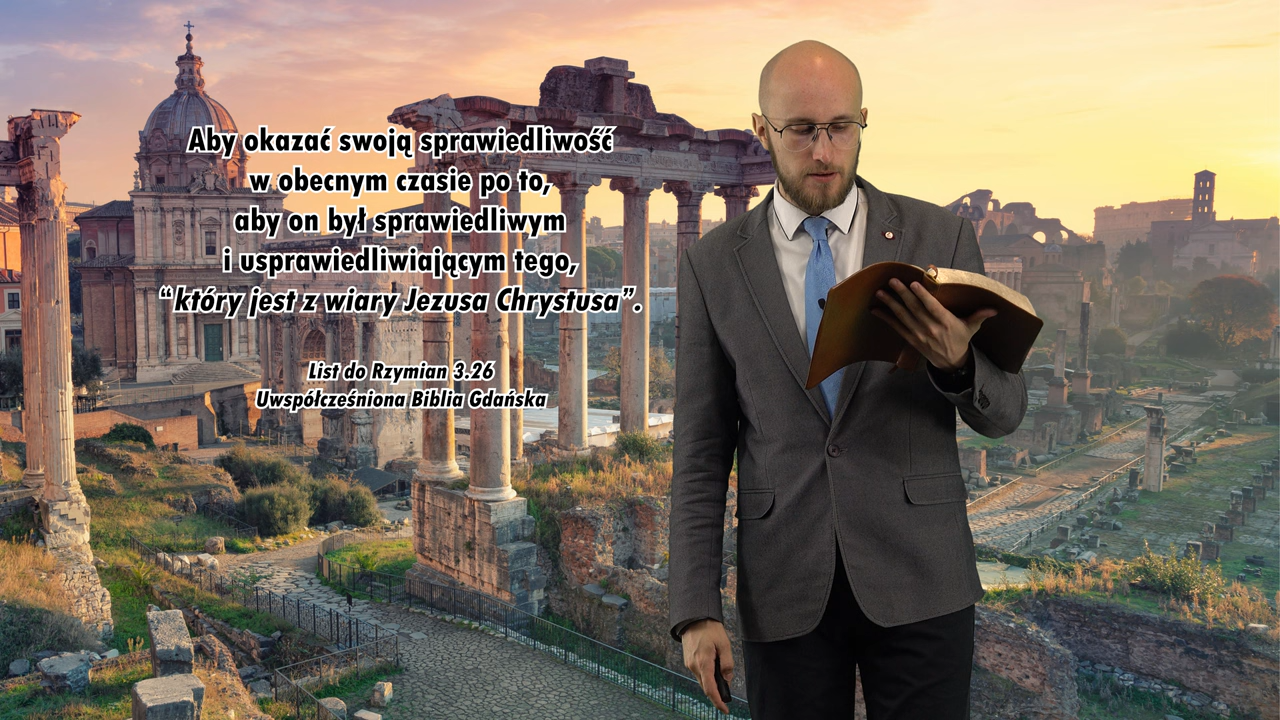 Aby okazać swoją sprawiedliwość
w obecnym czasie po to,
aby on był sprawiedliwym
i usprawiedliwiającym tego,
“który jest z wiary Jezusa Chrystusa”.
List do Rzymian 3.26
Uwspółcześniona Biblia Gdańska